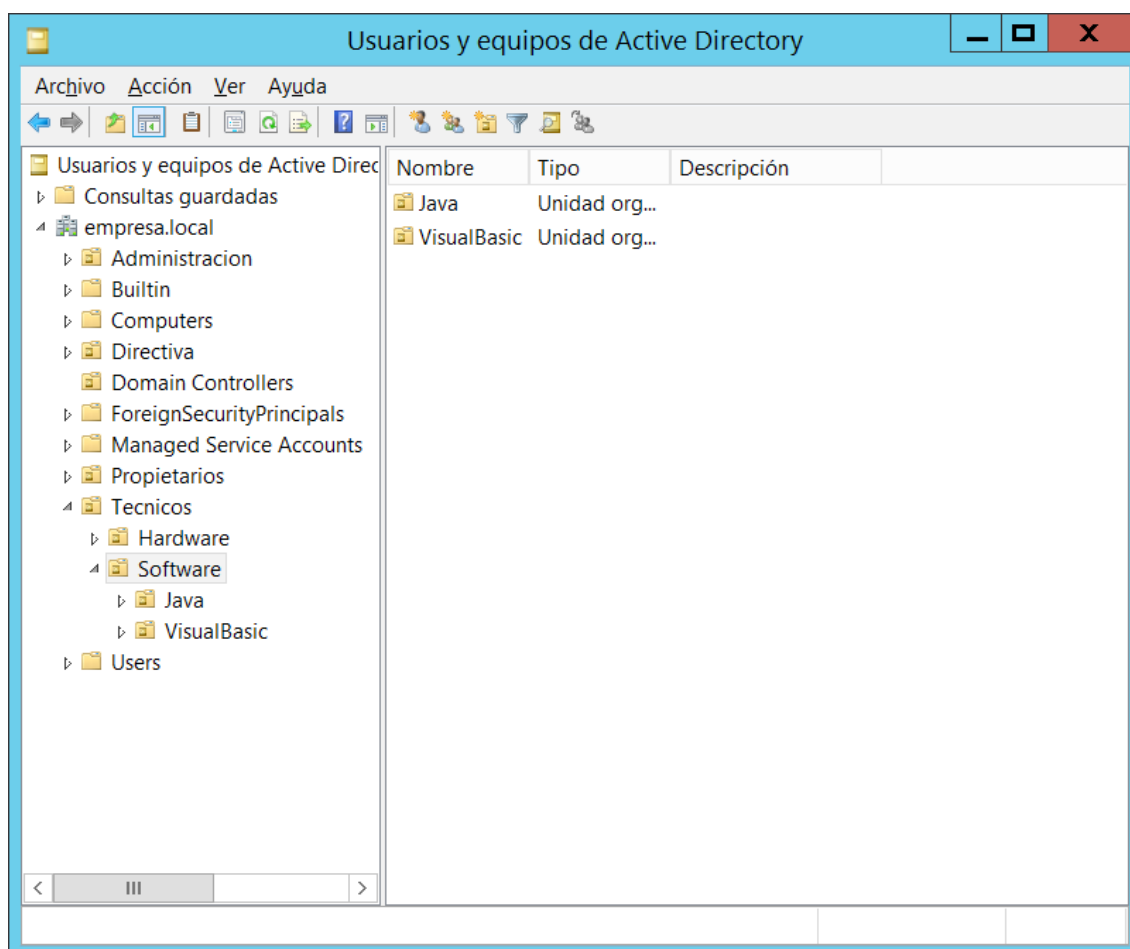 Usuarios y equipos de Active Directory
Archivo Acción Ver Ayuda
Usuarios y equipos de Active Direc
Consultas guardadas
empresa.local
Administracion
Builtin
Computers
Directiva
Domain Controllers
ForeignSecurityPrincipals
Managed Service Accounts
Propietarios
Tecnicos
Hardware
Software
Java
VisualBasic
Users
Nombre Tipo Descripción
Java Unidad org...
VisualBasic Unidad org...